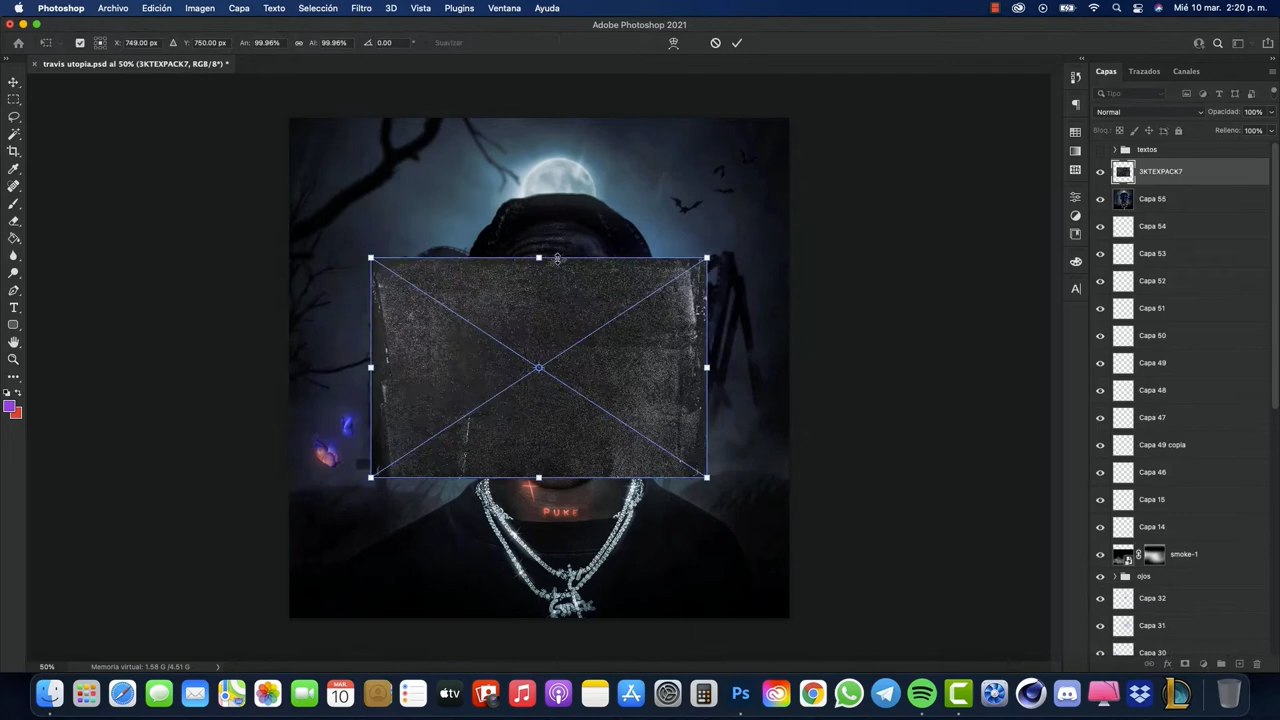 Photoshop Archivo Edición Imagen Capa Texto Selección Filtro 3D Vista Plugins Ventana Ayuda Mié 10 mar. 2:20 p. m.
Adobe Photoshop 2021
X: 749.00 px Y: 750.00 px An: 99.96% Al: 99.96% 0.00 ° Suavizar
travis utopia.psd al 50% (3KTEXPACK7, RGB/8*) *
Capas Trazados Canales
Tipo
Normal Opacidad: 100%
Bloq.: Relleno: 100%
textos
3KTEXPACK7
Capa 55
Capa 54
Capa 53
Capa 52
Capa 51
Capa 50
Capa 49
Capa 48
Capa 47
Capa 49 copia
Capa 46
Capa 15
Capa 14
smoke-1
ojos
Capa 32
Capa 31
Capa 30
PUKE
50% Memoria virtual: 1.58 G /4.51 G
MAR.
10
tv
Ps